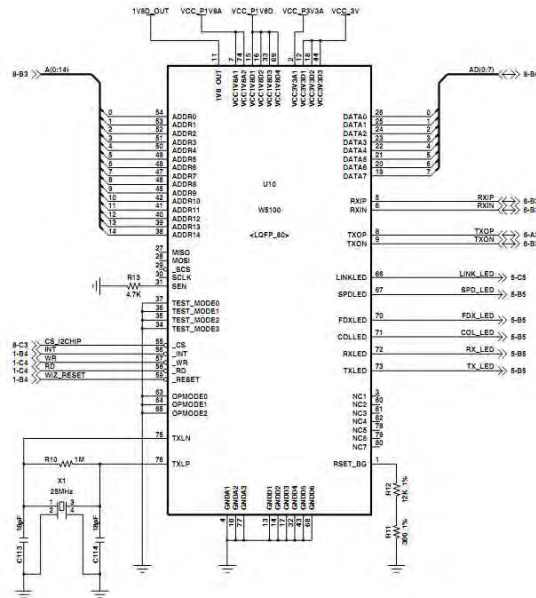 1V8D_OUT VCC_P1V8A VCC_P1V8D VCC_P3V3A VCC_3V
11 7 74 15 16 33 69 2 12 18 44
1V8_OUT VCC1V8A1 VCC1V8A2 VCC1V8D1 VCC1V8D2 VCC1V8D3 VCC1V8D4 VCC3V3A1 VCC3V3D1 VCC3V3D2 VCC3V3D3
8-B3 A(0:14) AD(0:7)
0 54 ADDR0 DATA0 26 0
1 53 ADDR1 DATA1 25 1
2 52 ADDR2 DATA2 24 2
3 51 ADDR3 DATA3 23 3
4 50 ADDR4 DATA4 22 4
5 49 ADDR5 DATA5 21 5
6 48 ADDR6 DATA6 20 6
7 47 ADDR7 DATA7 19 7
8 46 ADDR8
9 45 ADDR9
10 42 ADDR10
11 41 ADDR11
12 40 ADDR12
13 39 ADDR13
14 38 ADDR14
U10
W5100
<LQFP_80>
RXIP 5 RXIP
RXIN 6 RXIN
TXOP 8 TXOP
TXON 9 TXON
27 MISO
28 MOSI
29 _SCS
30 SCLK
R13 4.7K 31 SEN
LINKLED 66 LINK_LED 5-C5
SPDLED 67 SPD_LED 5-B5
FDXLED 70 FDX_LED 5-B5
COLLED 71 COL_LED 5-B5
RXLED 72 RX_LED 5-B5
TXLED 73 TX_LED 5-B5
37 TEST_MODE0
36 TEST_MODE1
35 TEST_MODE2
34 TEST_MODE3
8-C3 CS_I2CHIP 55 _CS
1-B4 INT 56 _INT
1-C4 WR 57 _WR
1-C4 RD 58 _RD
1-B4 WIZ_RESET 59 _RESET
63 OPMODE0
64 OPMODE1
65 OPMODE2
NC1 3
NC2 60
NC3 61
NC4 62
NC5 78
NC6 79
NC7 80
75 TXLN
R10 1M 76 TXLP
RSET_BG 1
R12 12K 1%
R11 300 1%
X1
25MHz
1 3
2 4
18pF C113
18pF C114
GNDA1 GNDA2 GNDA3 GNDD1 GNDD2 GNDD3 GNDD4 GNDD5 GNDD6
4 10 77 13 14 17 32 43 68